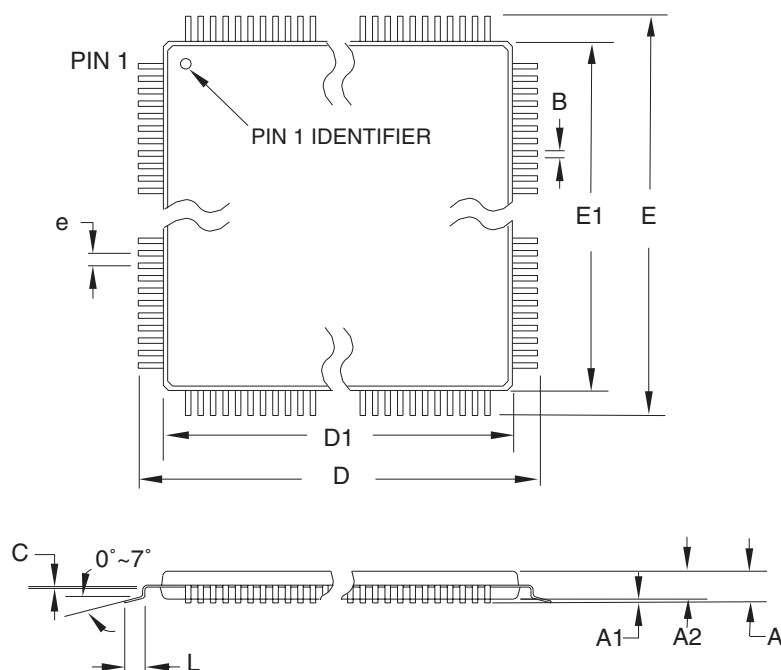 PIN 1
PIN 1 IDENTIFIER
B
e
E1
E
D1
D
C
0°~7°
L
A1
A2
A